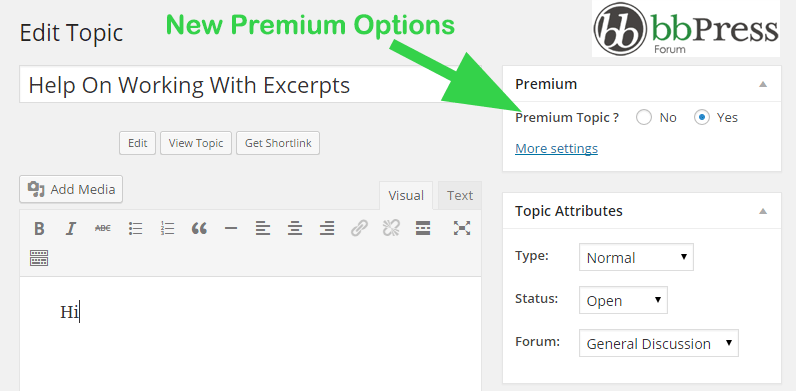 Edit Topic
New Premium Options
bb bbPress
Forum
Help On Working With Excerpts
Premium
Premium Topic ? No Yes
More settings
Edit View Topic Get Shortlink
Add Media
Visual Text
B I ABC
Topic Attributes
Type: Normal
Status: Open
Forum: General Discussion
Hi